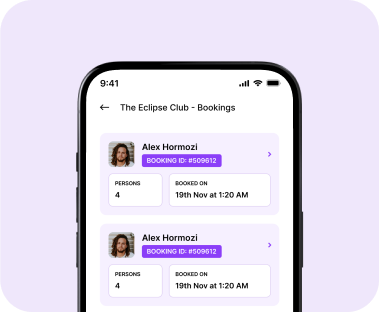 9:41
The Eclipse Club - Bookings
Alex Hormozi
BOOKING ID: #509612
PERSONS
4
BOOKED ON
19th Nov at 1:20 AM
Alex Hormozi
BOOKING ID: #509612
PERSONS
4
BOOKED ON
19th Nov at 1:20 AM